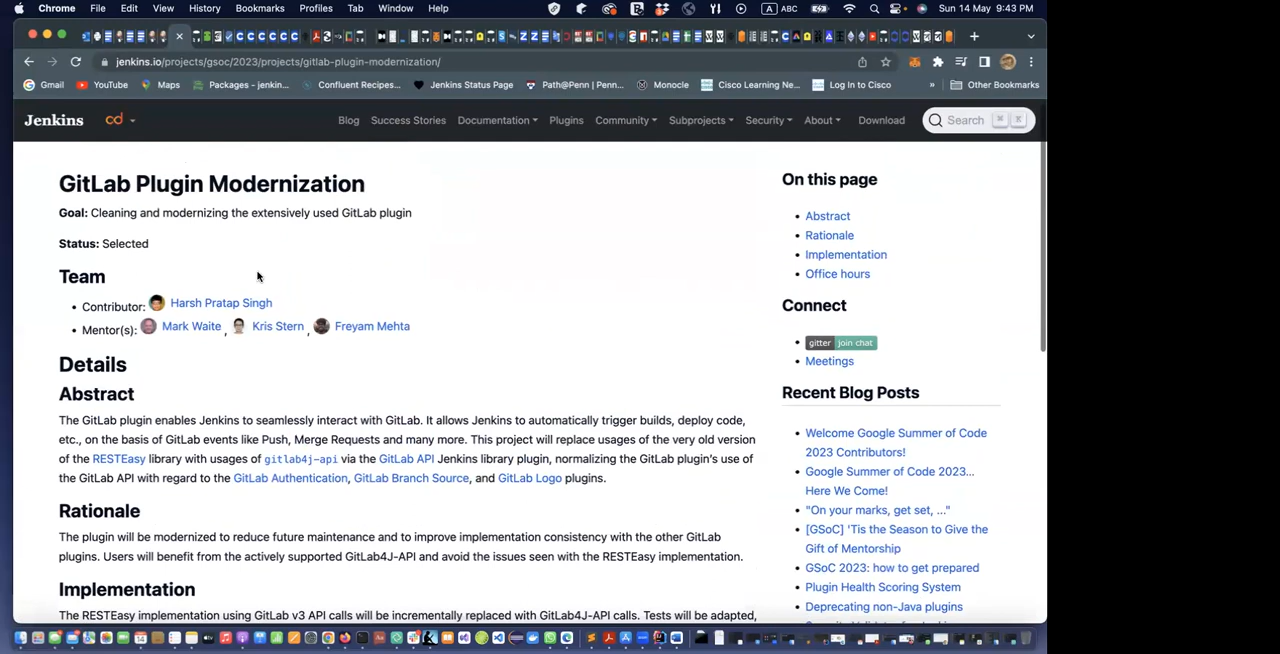 Chrome File Edit View History Bookmarks Profiles Tab Window Help A ABC Sun 14 May 9:43 PM
jenkins.io/projects/gsoc/2023/projects/gitlab-plugin-modernization/
Gmail YouTube Maps Packages - jenkin... Confluent Recipes... Jenkins Status Page Path@Penn | Penn... Monocle Cisco Learning Ne... Log In to Cisco » Other Bookmarks
Jenkins cd Blog Success Stories Documentation Plugins Community Subprojects Security About Download Search ⌘ K
GitLab Plugin Modernization
Goal: Cleaning and modernizing the extensively used GitLab plugin
Status: Selected
Team
• Contributor: Harsh Pratap Singh
• Mentor(s): Mark Waite , Kris Stern , Freyam Mehta
Details
Abstract
The GitLab plugin enables Jenkins to seamlessly interact with GitLab. It allows Jenkins to automatically trigger builds, deploy code,
etc., on the basis of GitLab events like Push, Merge Requests and many more. This project will replace usages of the very old version
of the RESTEasy library with usages of gitlab4j-api via the GitLab API Jenkins library plugin, normalizing the GitLab plugin's use of
the GitLab API with regard to the GitLab Authentication, GitLab Branch Source, and GitLab Logo plugins.
Rationale
The plugin will be modernized to reduce future maintenance and to improve implementation consistency with the other GitLab
plugins. Users will benefit from the actively supported GitLab4J-API and avoid the issues seen with the RESTEasy implementation.
Implementation
The RESTEasy implementation using GitLab v3 API calls will be incrementally replaced with GitLab4J-API calls. Tests will be adapted,
On this page
• Abstract
• Rationale
• Implementation
• Office hours
Connect
• gitter join chat
• Meetings
Recent Blog Posts
• Welcome Google Summer of Code
2023 Contributors!
• Google Summer of Code 2023...
Here We Come!
• "On your marks, get set, ..."
• [GSoC] 'Tis the Season to Give the
Gift of Mentorship
• GSoC 2023: how to get prepared
• Plugin Health Scoring System
• Deprecating non-Java plugins